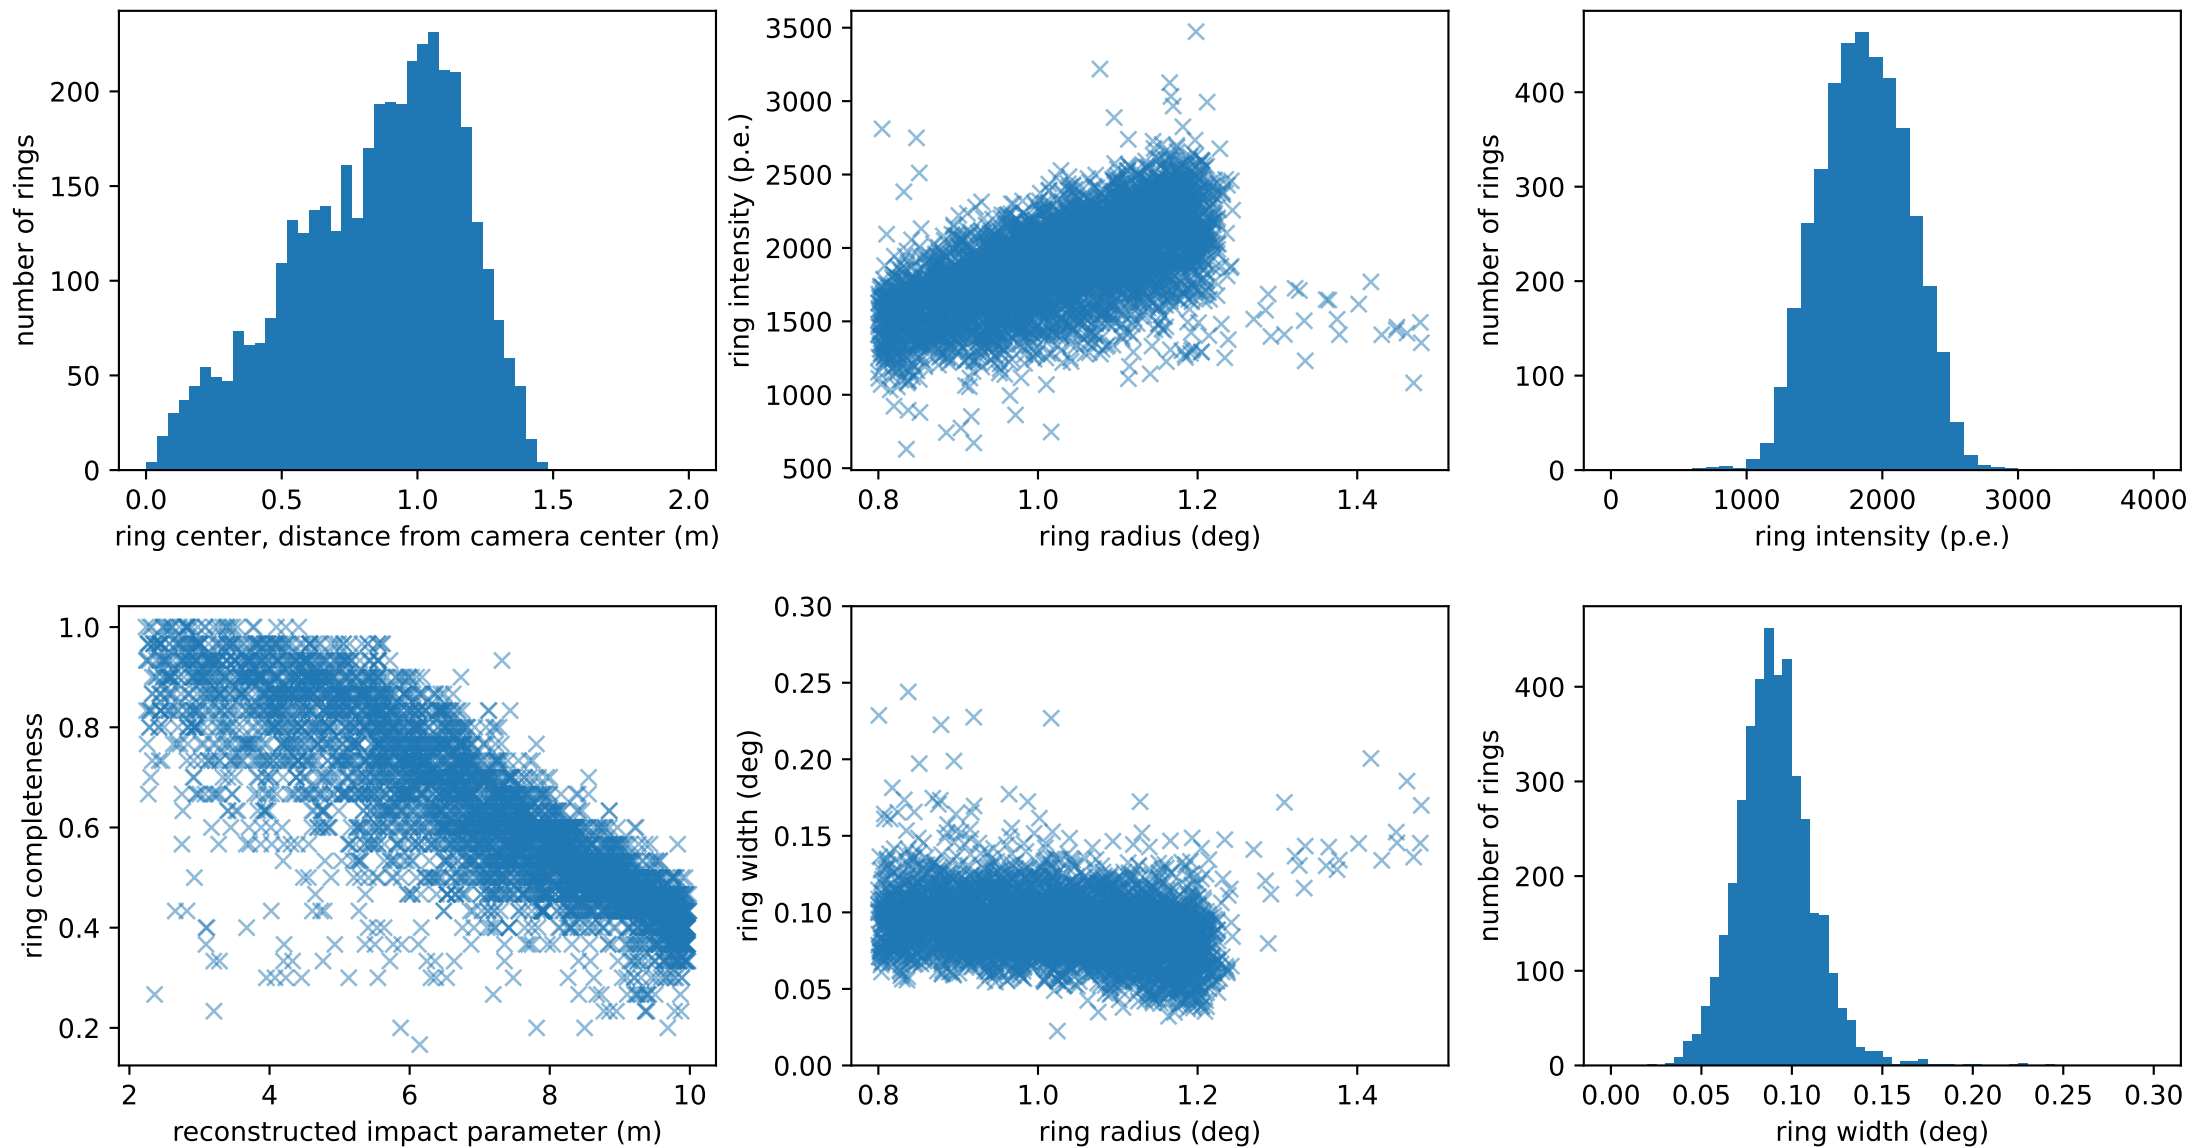 number of rings
200
150
100
50
0
0.0 0.5 1.0 1.5 2.0
ring center, distance from camera center (m)
ring intensity (p.e.)
3500
3000
2500
2000
1500
1000
500
0.8 1.0 1.2 1.4
ring radius (deg)
number of rings
400
300
200
100
0
0 1000 2000 3000 4000
ring intensity (p.e.)
ring completeness
1.0
0.8
0.6
0.4
0.2
2 4 6 8 10
reconstructed impact parameter (m)
ring width (deg)
0.30
0.25
0.20
0.15
0.10
0.05
0.00
0.8 1.0 1.2 1.4
ring radius (deg)
number of rings
400
300
200
100
0
0.00 0.05 0.10 0.15 0.20 0.25 0.30
ring width (deg)